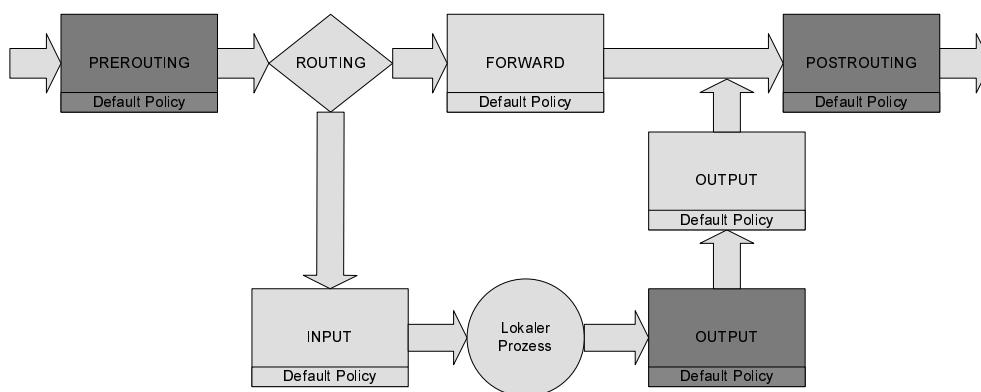 PREROUTING
Default Policy
ROUTING
FORWARD
Default Policy
POSTROUTING
Default Policy
OUTPUT
Default Policy
INPUT
Default Policy
Lokaler
Prozess
OUTPUT
Default Policy